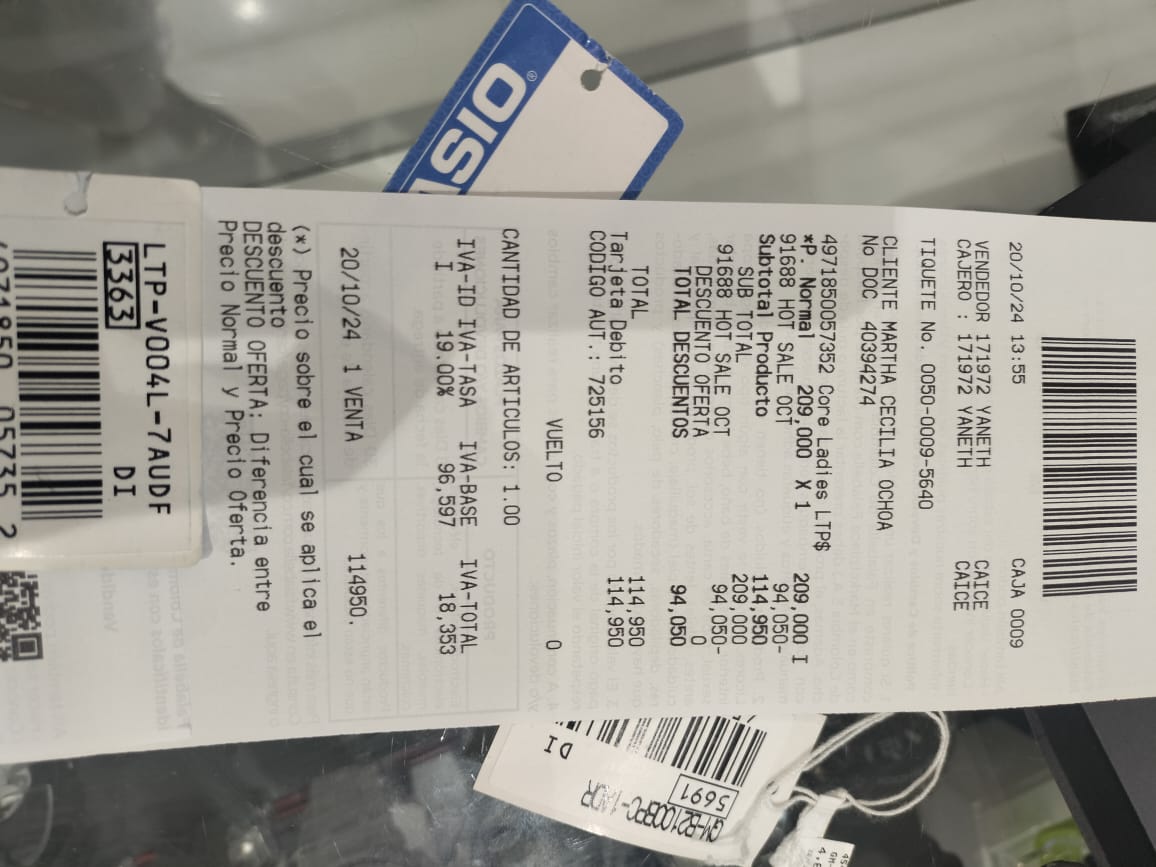 20/10/24 13:55 CAJA 0009
VENDEDOR 171972 YANETH CAICE
CAJERO : 171972 YANETH CAICE
TIQUETE No. 0050-0009-5640
CLIENTE MARTHA CECILIA OCHOA
No DOC 40394274
4971850057352 Core Ladies LTP$
*P. Normal 209,000 X 1 209,000 I
91688 HOT SALE OCT 94,050-
Subtotal Producto 114,950
SUB TOTAL 209,000
91688 HOT SALE OCT 94,050-
DESCUENTO OFERTA 0
TOTAL DESCUENTOS 94,050
TOTAL 114,950
Tarjeta Debito 114,950
CODIGO AUT.: 725156
VUELTO 0
CANTIDAD DE ARTICULOS: 1.00
IVA-ID IVA-TASA IVA-BASE IVA-TOTAL
I 19.00% 96,597 18,353
20/10/24 1 VENTA 114950.
(*) Precio sobre el cual se aplica el
descuento
DESCUENTO OFERTA: Diferencia entre
Precio Normal y Precio Oferta.
LTP-V004L-7AUDF
3363 DI
ASIO®
GM-B2100BPC-1ADR
5691
DI